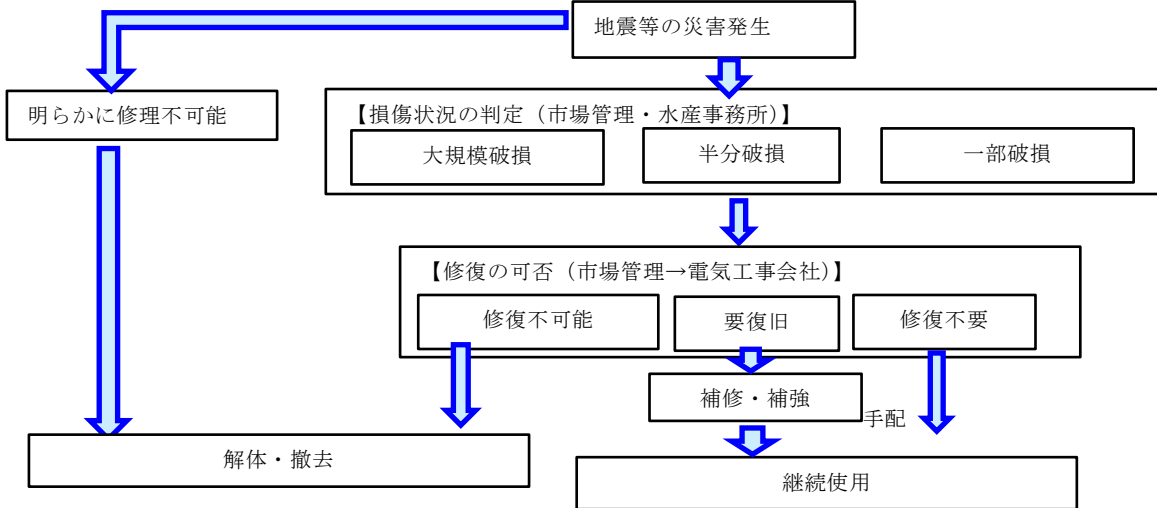 地震等の災害発生
明らかに修理不可能
【損傷状況の判定（市場管理・水産事務所）】
大規模破損
半分破損
一部破損
【修復の可否（市場管理→電気工事会社）】
修復不可能
要復旧
修復不要
補修・補強
手配
解体・撤去
継続使用